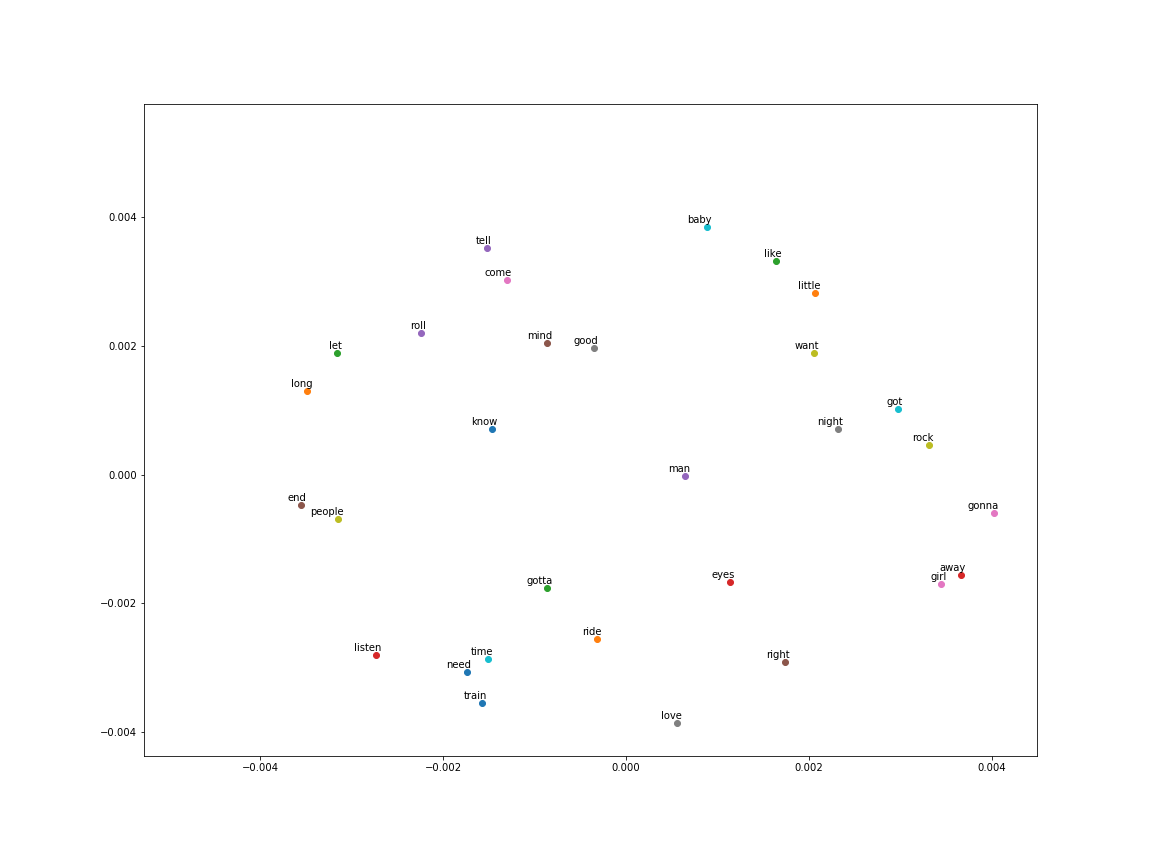 baby
tell
like
come
little
roll
mind
good
let
want
0.004
0.002
long
got
know
night
rock
man
0.000
end
people
gonna
gotta
eyes
away
girl
−0.002
ride
listen
time
need
right
train
love
−0.004
−0.004
−0.002
0.000
0.002
0.004